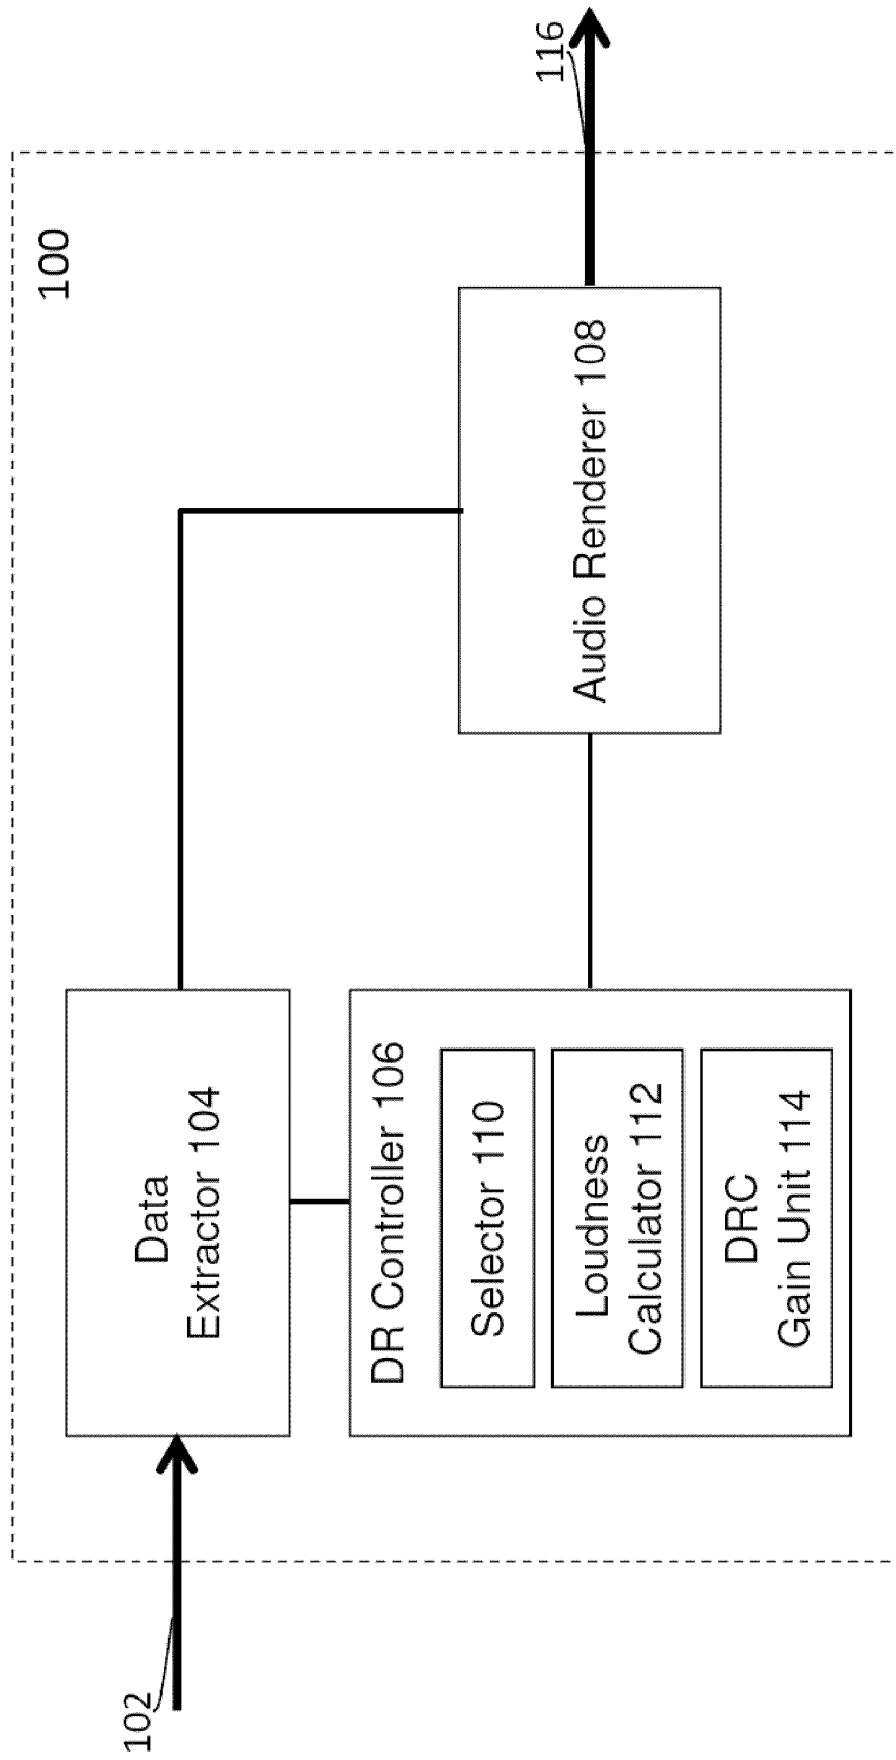 100
102
Data
Extractor 104
DR Controller 106
Selector 110
Loudness
Calculator 112
DRC
Gain Unit 114
Audio Renderer 108
116